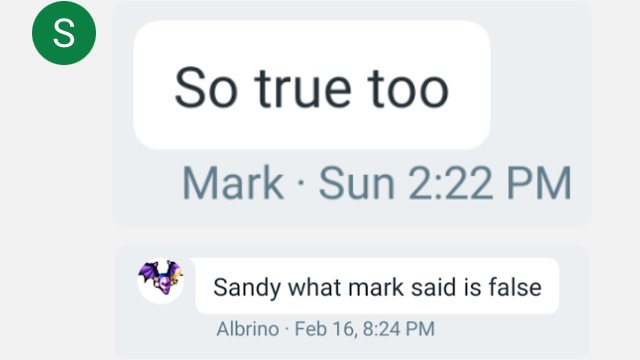 S
So true too
Mark · Sun 2:22 PM
Sandy what mark said is false
Albrino · Feb 16, 8:24 PM